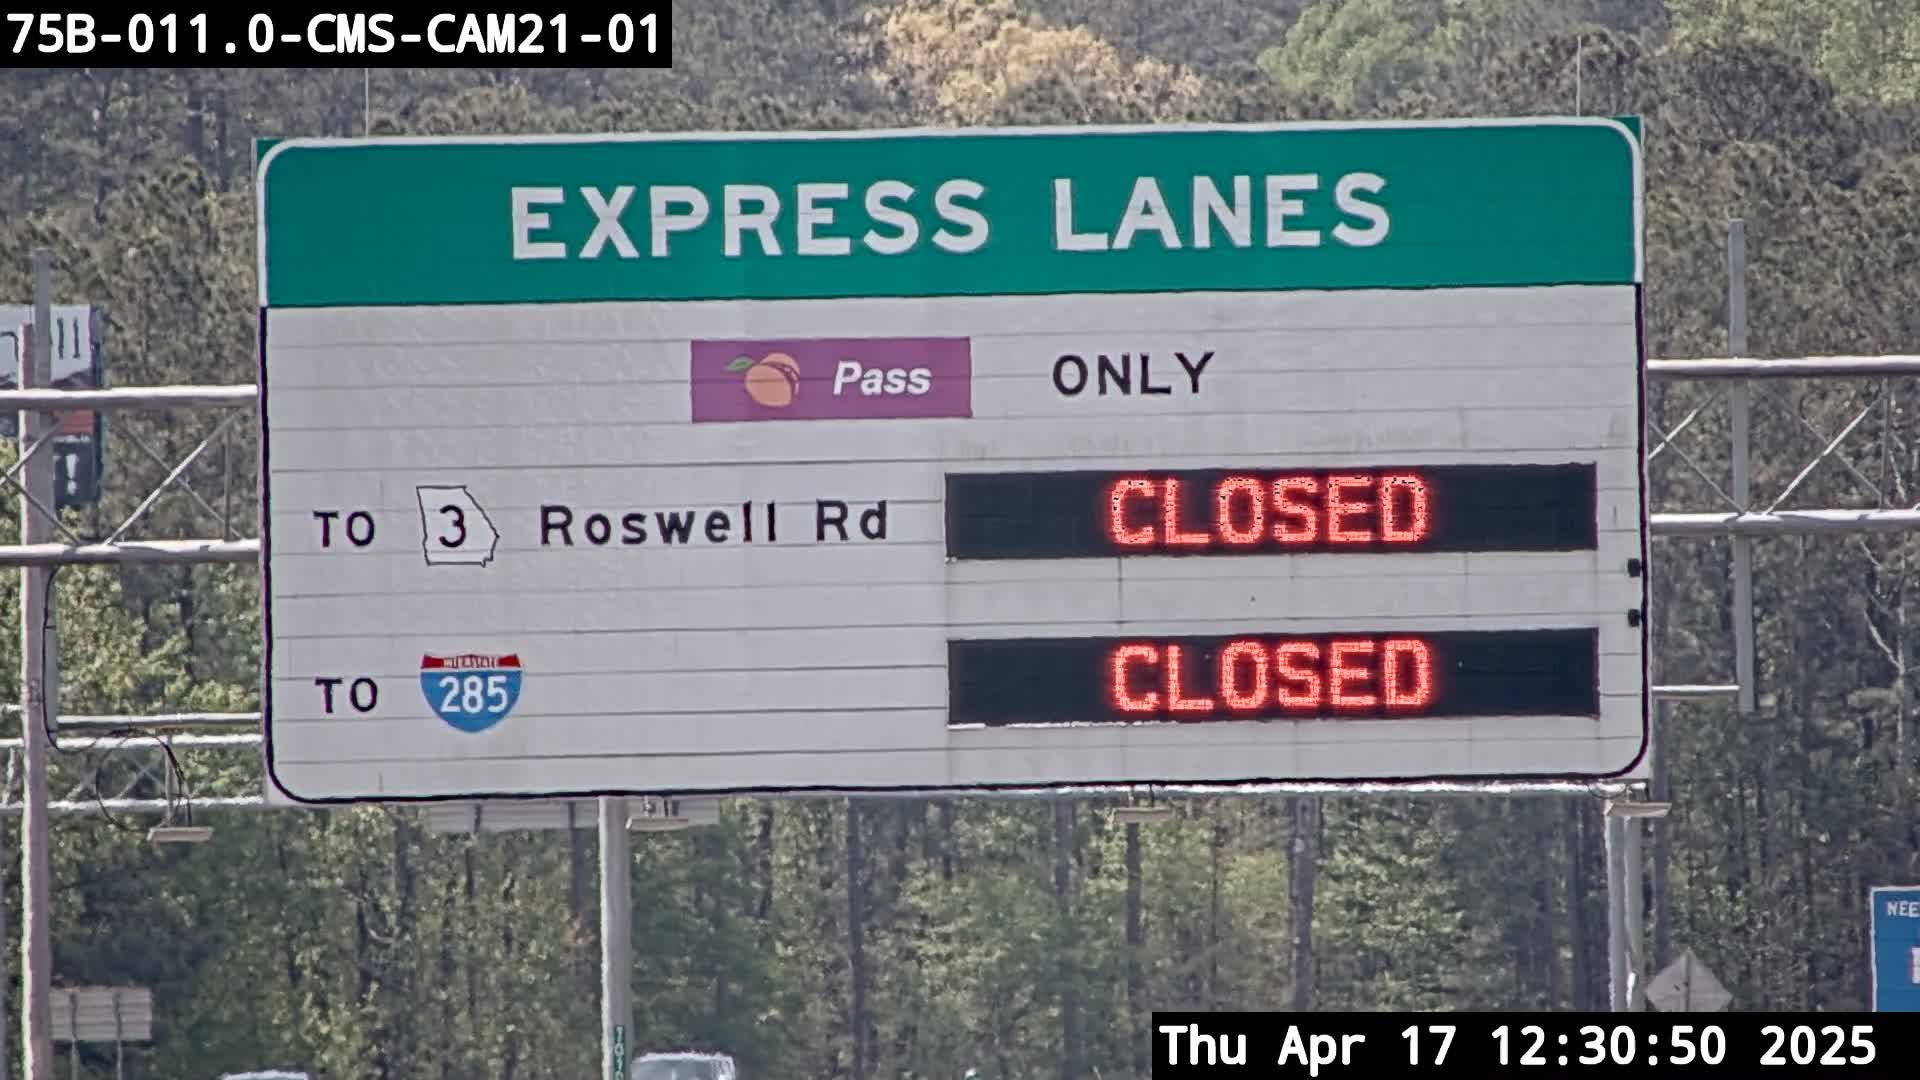 75B-011.0-CMS-CAM21-01
EXPRESS LANES
Pass ONLY
TO 3 Roswell Rd CLOSED
TO INTERSTATE 285 CLOSED
Thu Apr 17 12:30:50 2025